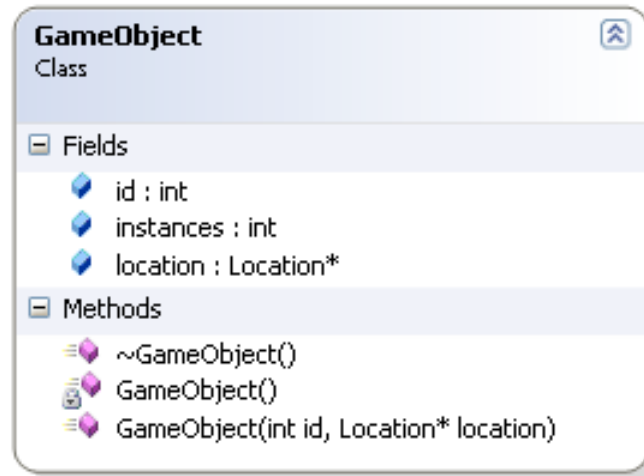 GameObject
Class
Fields
id : int
instances : int
location : Location*
Methods
~GameObject()
GameObject()
GameObject(int id, Location* location)